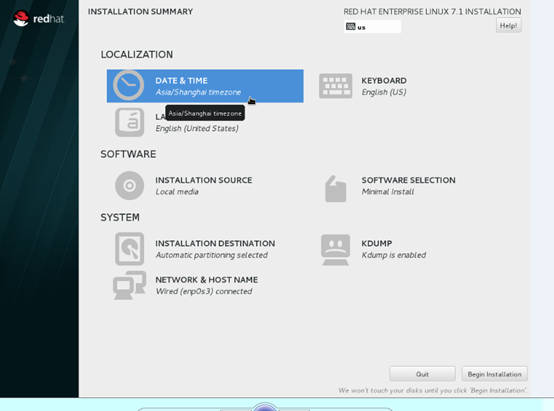 redhat
INSTALLATION SUMMARY
RED HAT ENTERPRISE LINUX 7.1 INSTALLATION
us
Help!
LOCALIZATION
DATE & TIME
Asia/Shanghai timezone
KEYBOARD
English (US)
Asia/Shanghai timezone
LA
English (United States)
SOFTWARE
INSTALLATION SOURCE
Local media
SOFTWARE SELECTION
Minimal Install
SYSTEM
INSTALLATION DESTINATION
Automatic partitioning selected
KDUMP
Kdump is enabled
NETWORK & HOST NAME
Wired (enp0s3) connected
Quit
Begin Installation
We won't touch your disks until you click 'Begin Installation'.